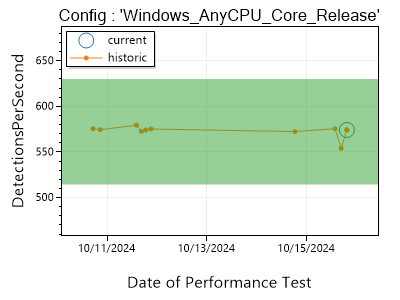 Config : 'Windows_AnyCPU_Core_Release'
current
historic
DetectionsPerSecond
650
600
550
500
10/11/2024
10/13/2024
10/15/2024
Date of Performance Test